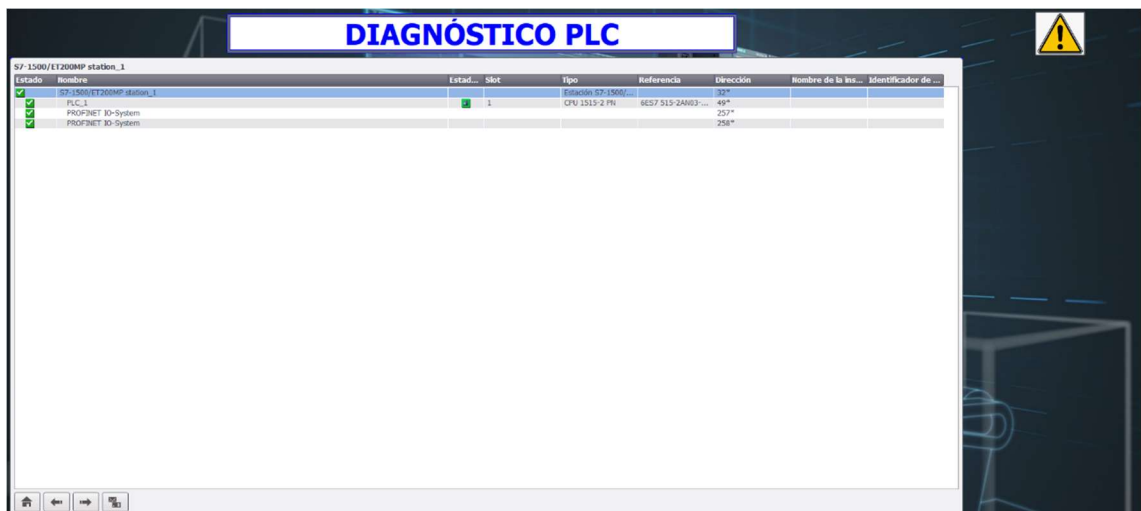 DIAGNÓSTICO PLC
S7-1500/ET200MP station_1
Estado Nombre Estad... Slot Tipo Referencia Dirección Nombre de la ins... Identificador de ...
S7-1500/ET200MP station_1 Estación S7-1500/... 32*
PLC_1 1 CPU 1515-2 PN 6ES7 515-2AN03-... 49*
PROFINET IO-System 257*
PROFINET IO-System 258*